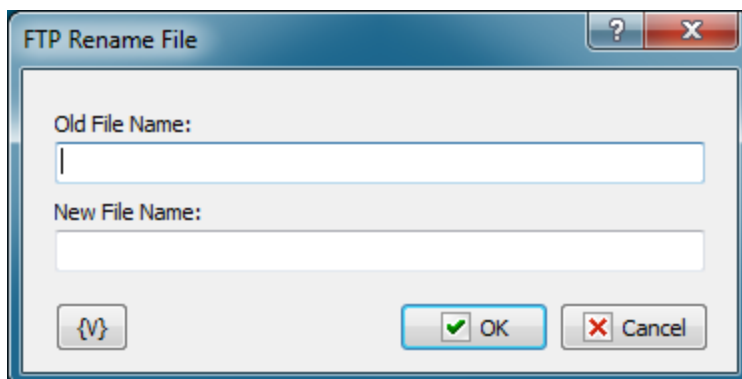 FTP Rename File
?
Old File Name:
New File Name:
{V}
OK
Cancel